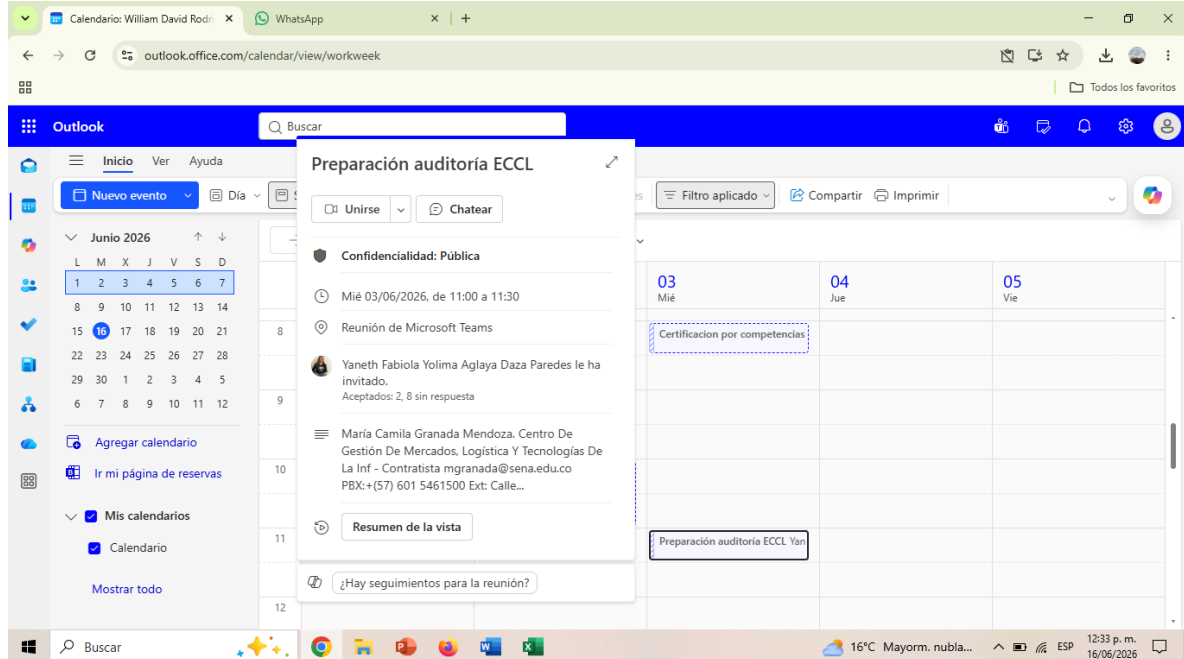 Calendario: William David Rodri
WhatsApp
outlook.office.com/calendar/view/workweek
Todos los favoritos
Outlook
Buscar
Inicio Ver Ayuda
Nuevo evento
Día
Filtro aplicado
Compartir
Imprimir
Junio 2026
L M X J V S D
1 2 3 4 5 6 7
8 9 10 11 12 13 14
15 16 17 18 19 20 21
22 23 24 25 26 27 28
29 30 1 2 3 4 5
6 7 8 9 10 11 12
Agregar calendario
Ir mi página de reservas
Mis calendarios
Calendario
Mostrar todo
Preparación auditoría ECCL
Unirse
Chatear
Confidencialidad: Pública
Mié 03/06/2026, de 11:00 a 11:30
Reunión de Microsoft Teams
Yaneth Fabiola Yolima Aglaya Daza Paredes le ha
invitado.
Aceptados: 2, 8 sin respuesta
María Camila Granada Mendoza. Centro De
Gestión De Mercados, Logística Y Tecnologías De
La Inf - Contratista mgranada@sena.edu.co
PBX:+(57) 601 5461500 Ext: Calle...
Resumen de la vista
¿Hay seguimientos para la reunión?
03
Mié
04
Jue
05
Vie
8
Certificacion por competencias
9
10
11
Preparación auditoría ECCL Yan
12
Buscar
16°C Mayorm. nubla...
ESP
12:33 p. m.
16/06/2026